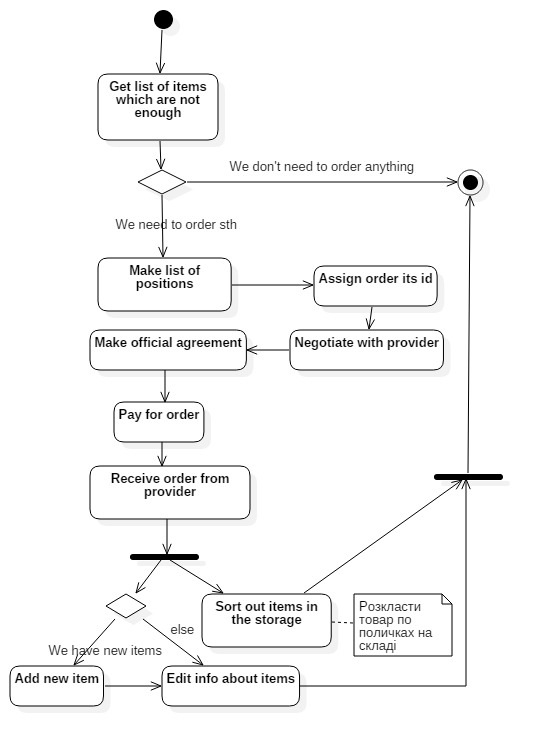 Get list of items
which are not
enough
We don't need to order anything
We need to order sth
Make list of
positions
Assign order its id
Make official agreement
Negotiate with provider
Pay for order
Receive order from
provider
Sort out items in
the storage
Розкласти
товар по
поличках на
складі
else
We have new items
Add new item
Edit info about items